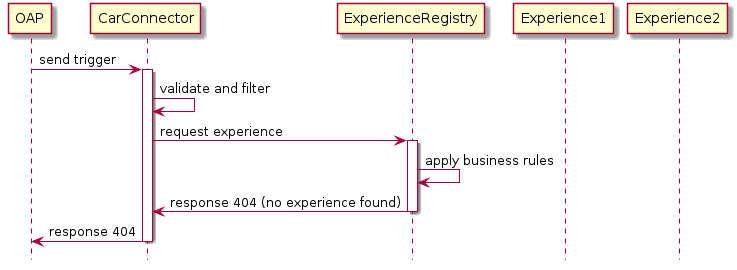 OAP
CarConnector
ExperienceRegistry
Experience1
Experience2
send trigger
validate and filter
request experience
apply business rules
response 404 (no experience found)
response 404